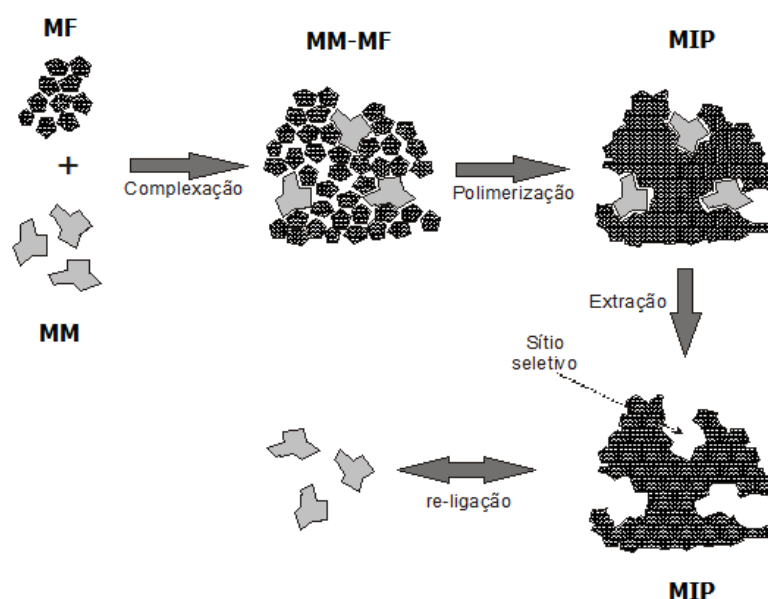 MF
MM-MF
MIP
+
Complexação
Polimerização
MM
Extração
Sítio
seletivo
re-ligação
MIP